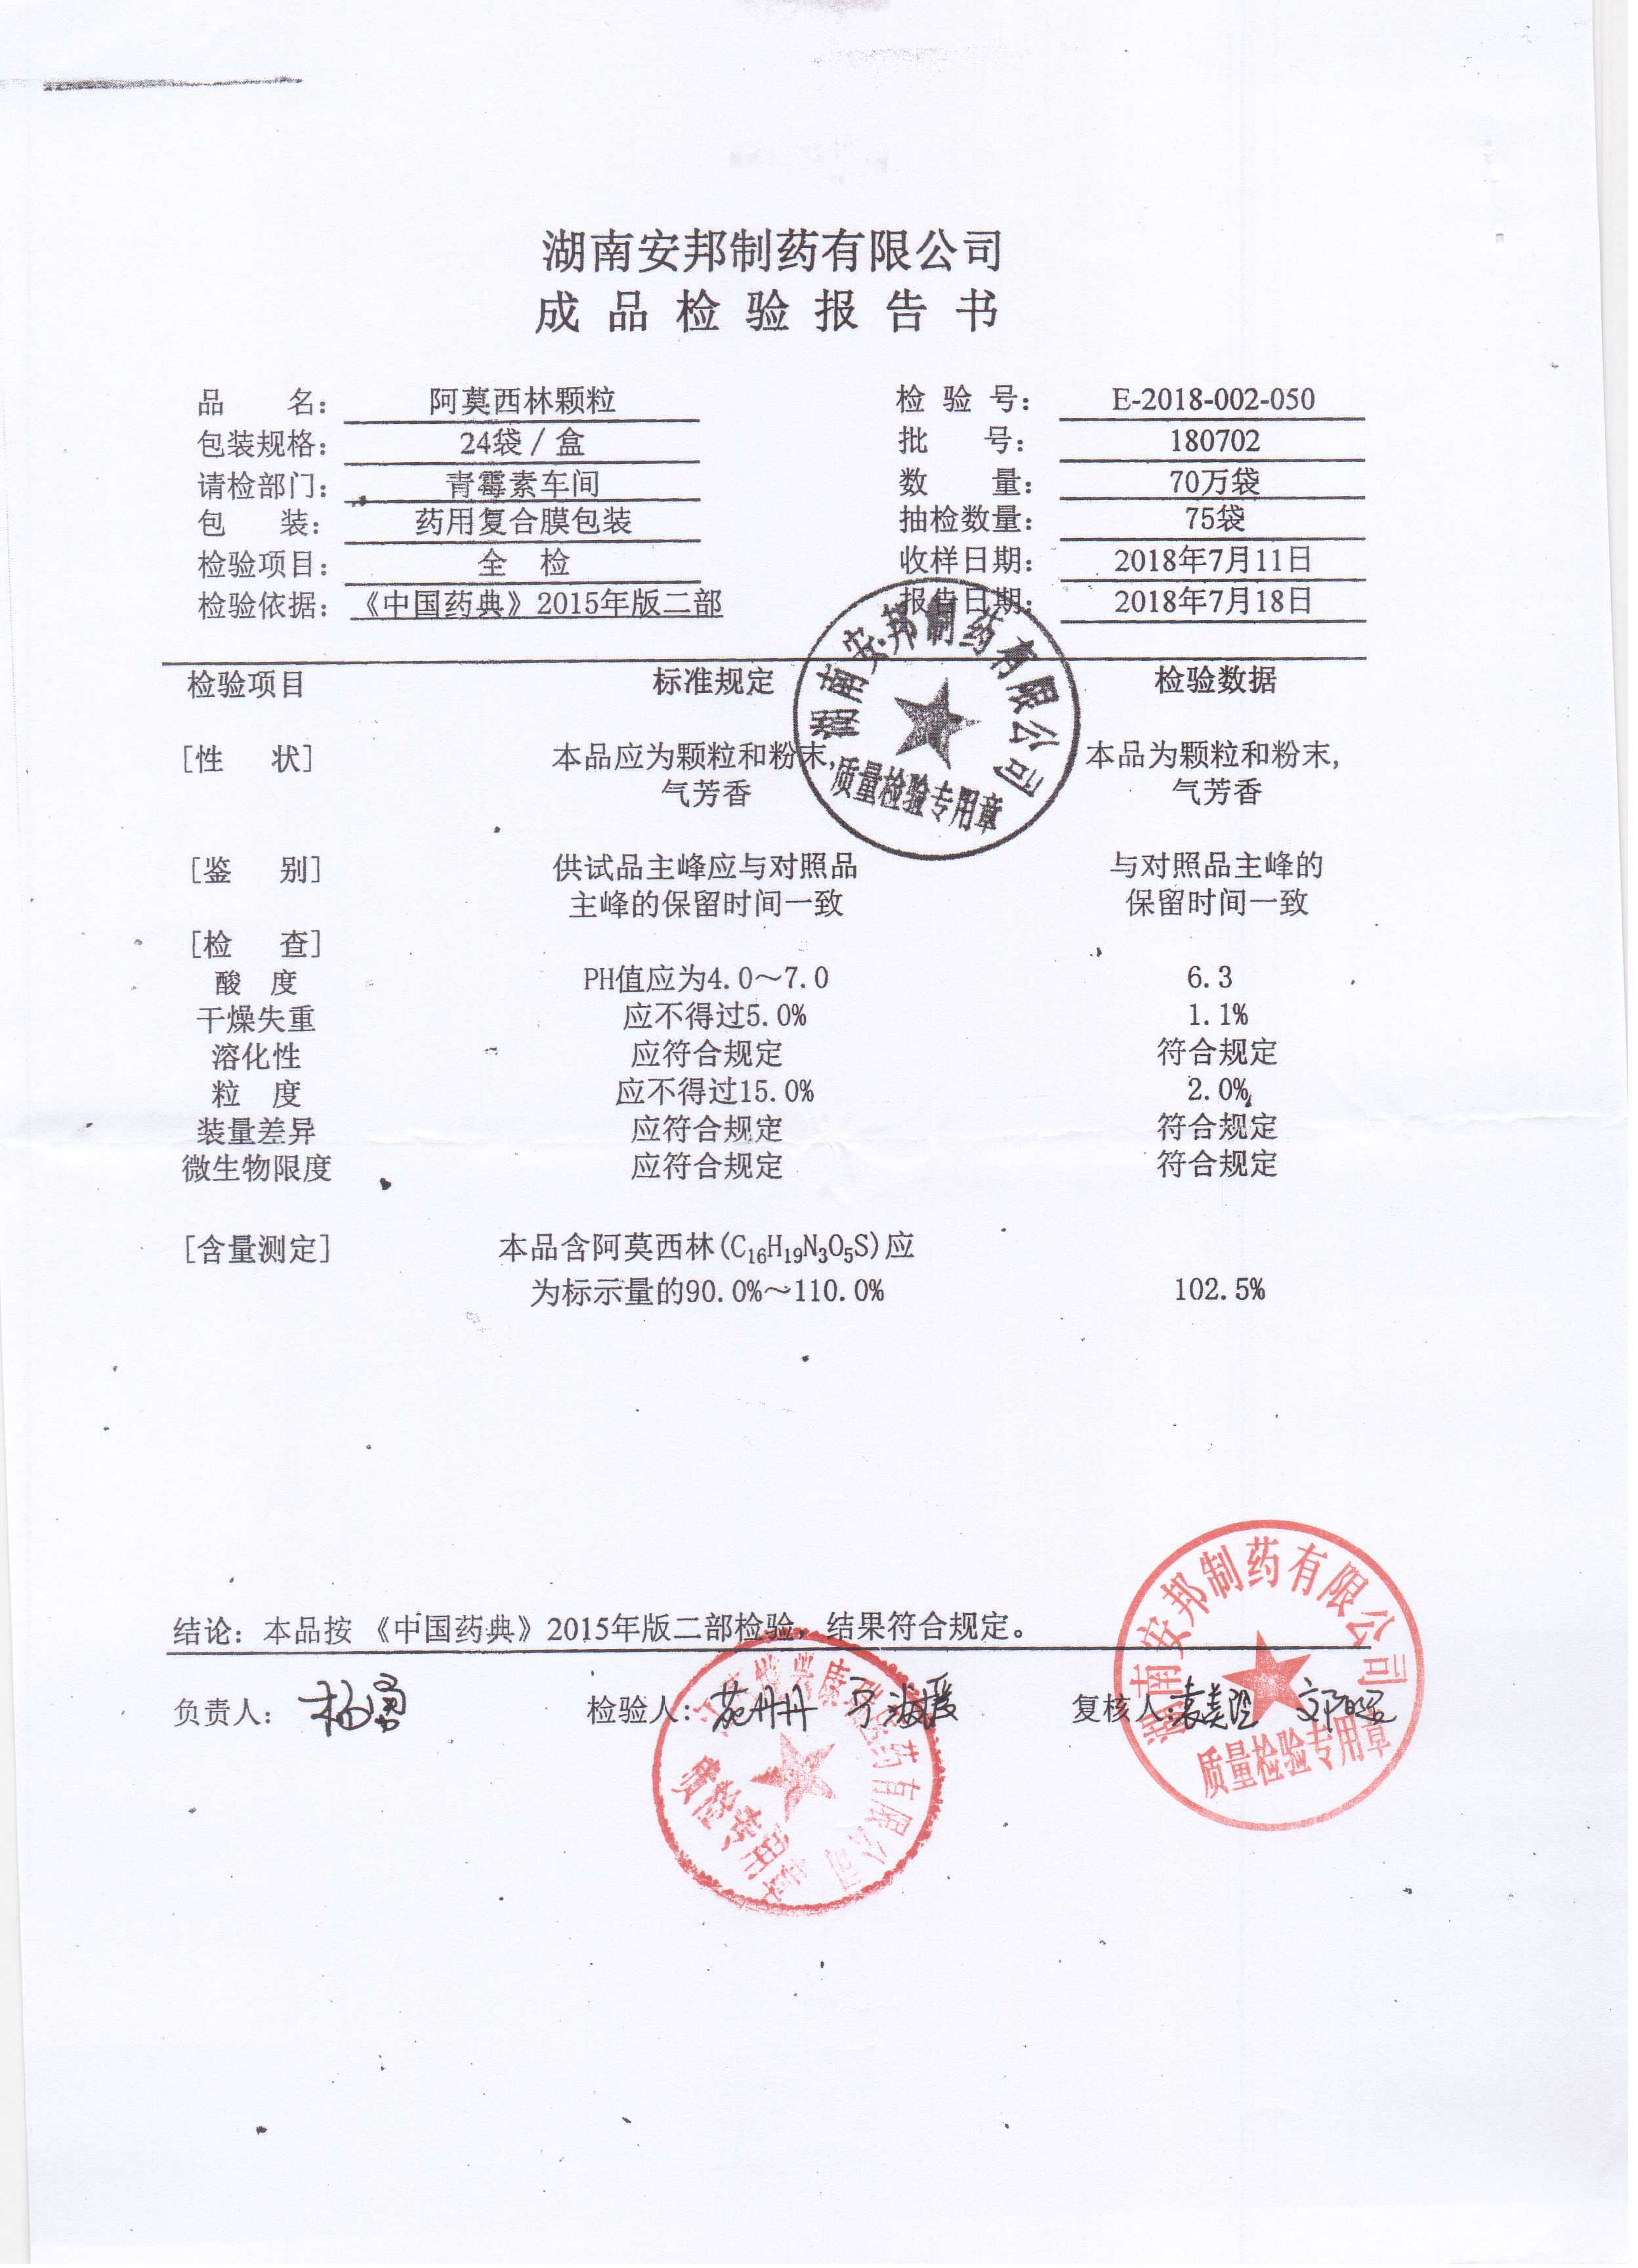 湖南安邦制药有限公司
成品检验报告书
品 名： 阿莫西林颗粒 检 验 号： E-2018-002-050
包装规格： 24袋／盒 批 号： 180702
请检部门： 青霉素车间 数 量： 70万袋
包 装： 药用复合膜包装 抽检数量： 75袋
检验项目： 全 检 收样日期： 2018年7月11日
检验依据： 《中国药典》2015年版二部 报告日期： 2018年7月18日
检验项目 标准规定 检验数据
[性 状] 本品应为颗粒和粉末， 本品为颗粒和粉末，
气芳香 气芳香
[鉴 别] 供试品主峰应与对照品 与对照品主峰的
主峰的保留时间一致 保留时间一致
[检 查]
酸 度 PH值应为4.0～7.0 6.3
干燥失重 应不得过5.0% 1.1%
溶化性 应符合规定 符合规定
粒 度 应不得过15.0% 2.0%
装量差异 应符合规定 符合规定
微生物限度 应符合规定 符合规定
[含量测定] 本品含阿莫西林(C₁₆H₁₉N₃O₅S)应
为标示量的90.0%～110.0% 102.5%
湖南安邦制药有限公司
质量检验专用章
结论：本品按《中国药典》2015年版二部检验，结果符合规定。
负责人： 杨勇 检验人： 复核人：
药有限公司
质检专用章
湖南安邦制药有限公司
质量检验专用章